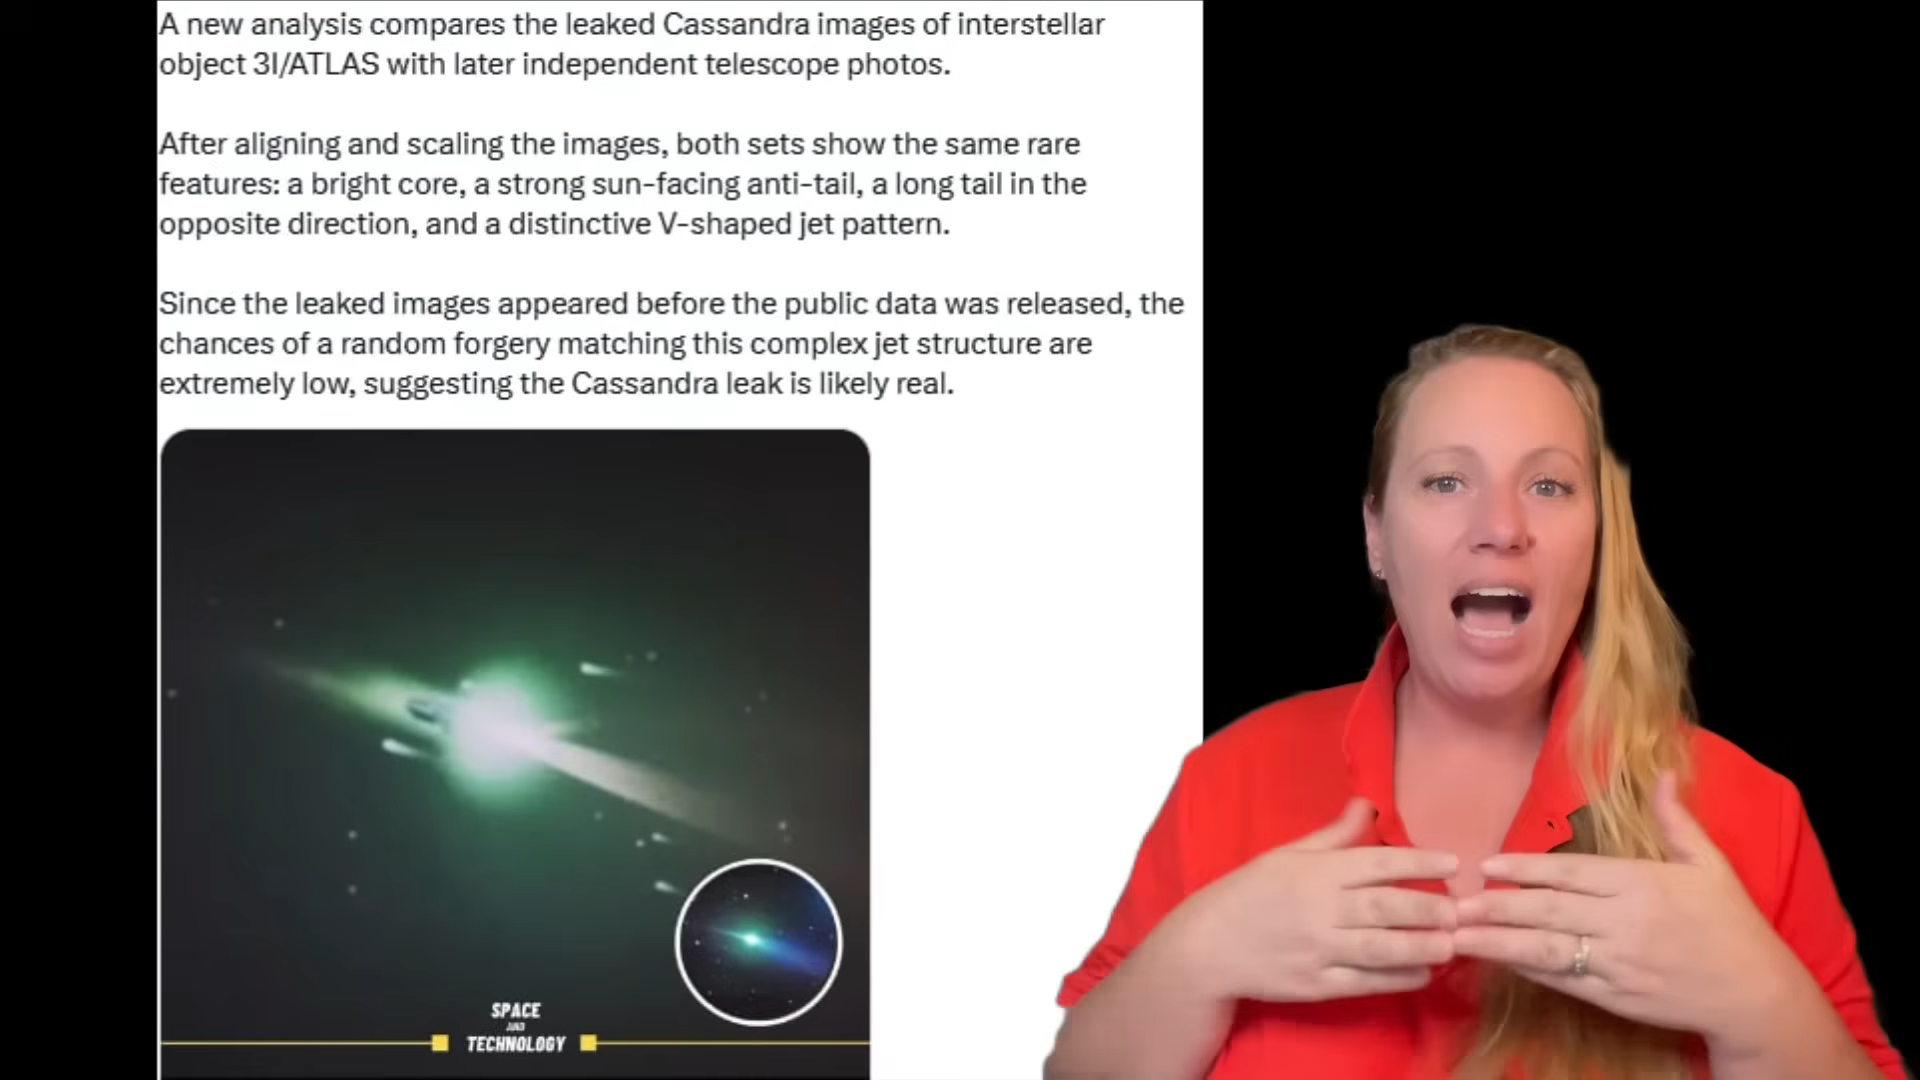 A new analysis compares the leaked Cassandra images of interstellar
object 3I/ATLAS with later independent telescope photos.
After aligning and scaling the images, both sets show the same rare
features: a bright core, a strong sun-facing anti-tail, a long tail in the
opposite direction, and a distinctive V-shaped jet pattern.
Since the leaked images appeared before the public data was released, the
chances of a random forgery matching this complex jet structure are
extremely low, suggesting the Cassandra leak is likely real.
SPACE
AND
TECHNOLOGY